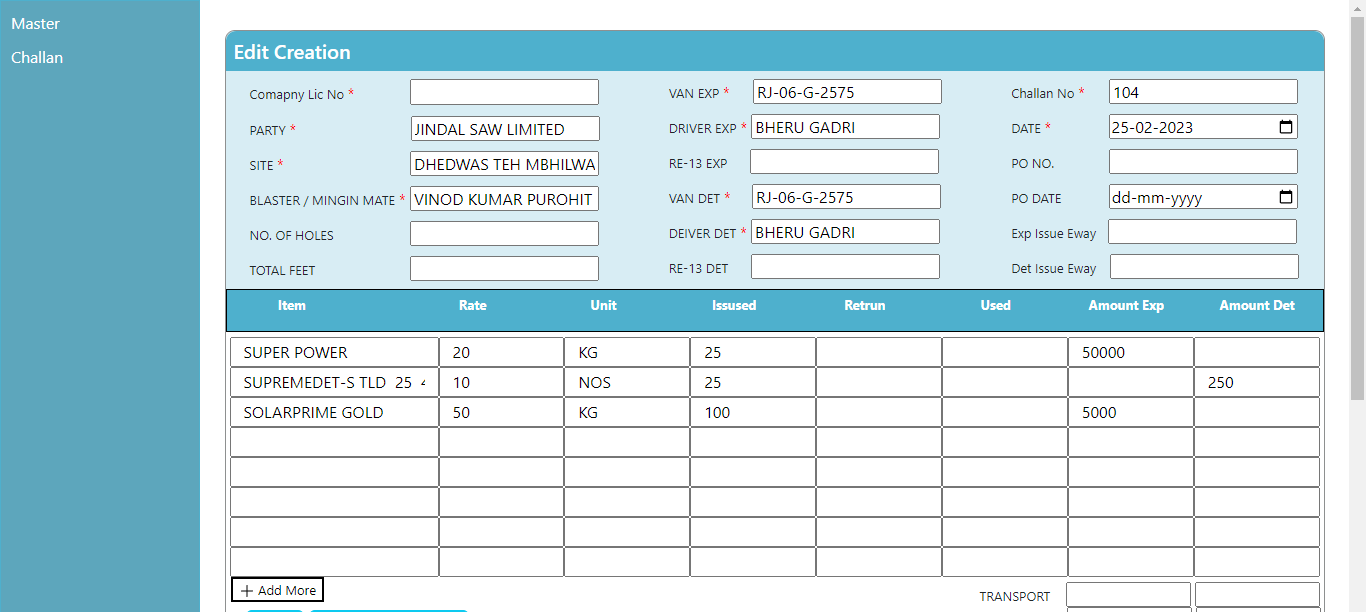 Master
Challan
Edit Creation
Comapny Lic No * VAN EXP * RJ-06-G-2575 Challan No * 104
PARTY * JINDAL SAW LIMITED DRIVER EXP * BHERU GADRI DATE * 25-02-2023
SITE * DHEDWAS TEH MBHILWA RE-13 EXP PO NO.
BLASTER / MINGIN MATE * VINOD KUMAR PUROHIT VAN DET * RJ-06-G-2575 PO DATE dd-mm-yyyy
NO. OF HOLES DEIVER DET * BHERU GADRI Exp Issue Eway
TOTAL FEET RE-13 DET Det Issue Eway
Item Rate Unit Issused Retrun Used Amount Exp Amount Det
SUPER POWER 20 KG 25 50000
SUPREMEDET-S TLD 25 10 NOS 25 250
SOLARPRIME GOLD 50 KG 100 5000
+ Add More
TRANSPORT